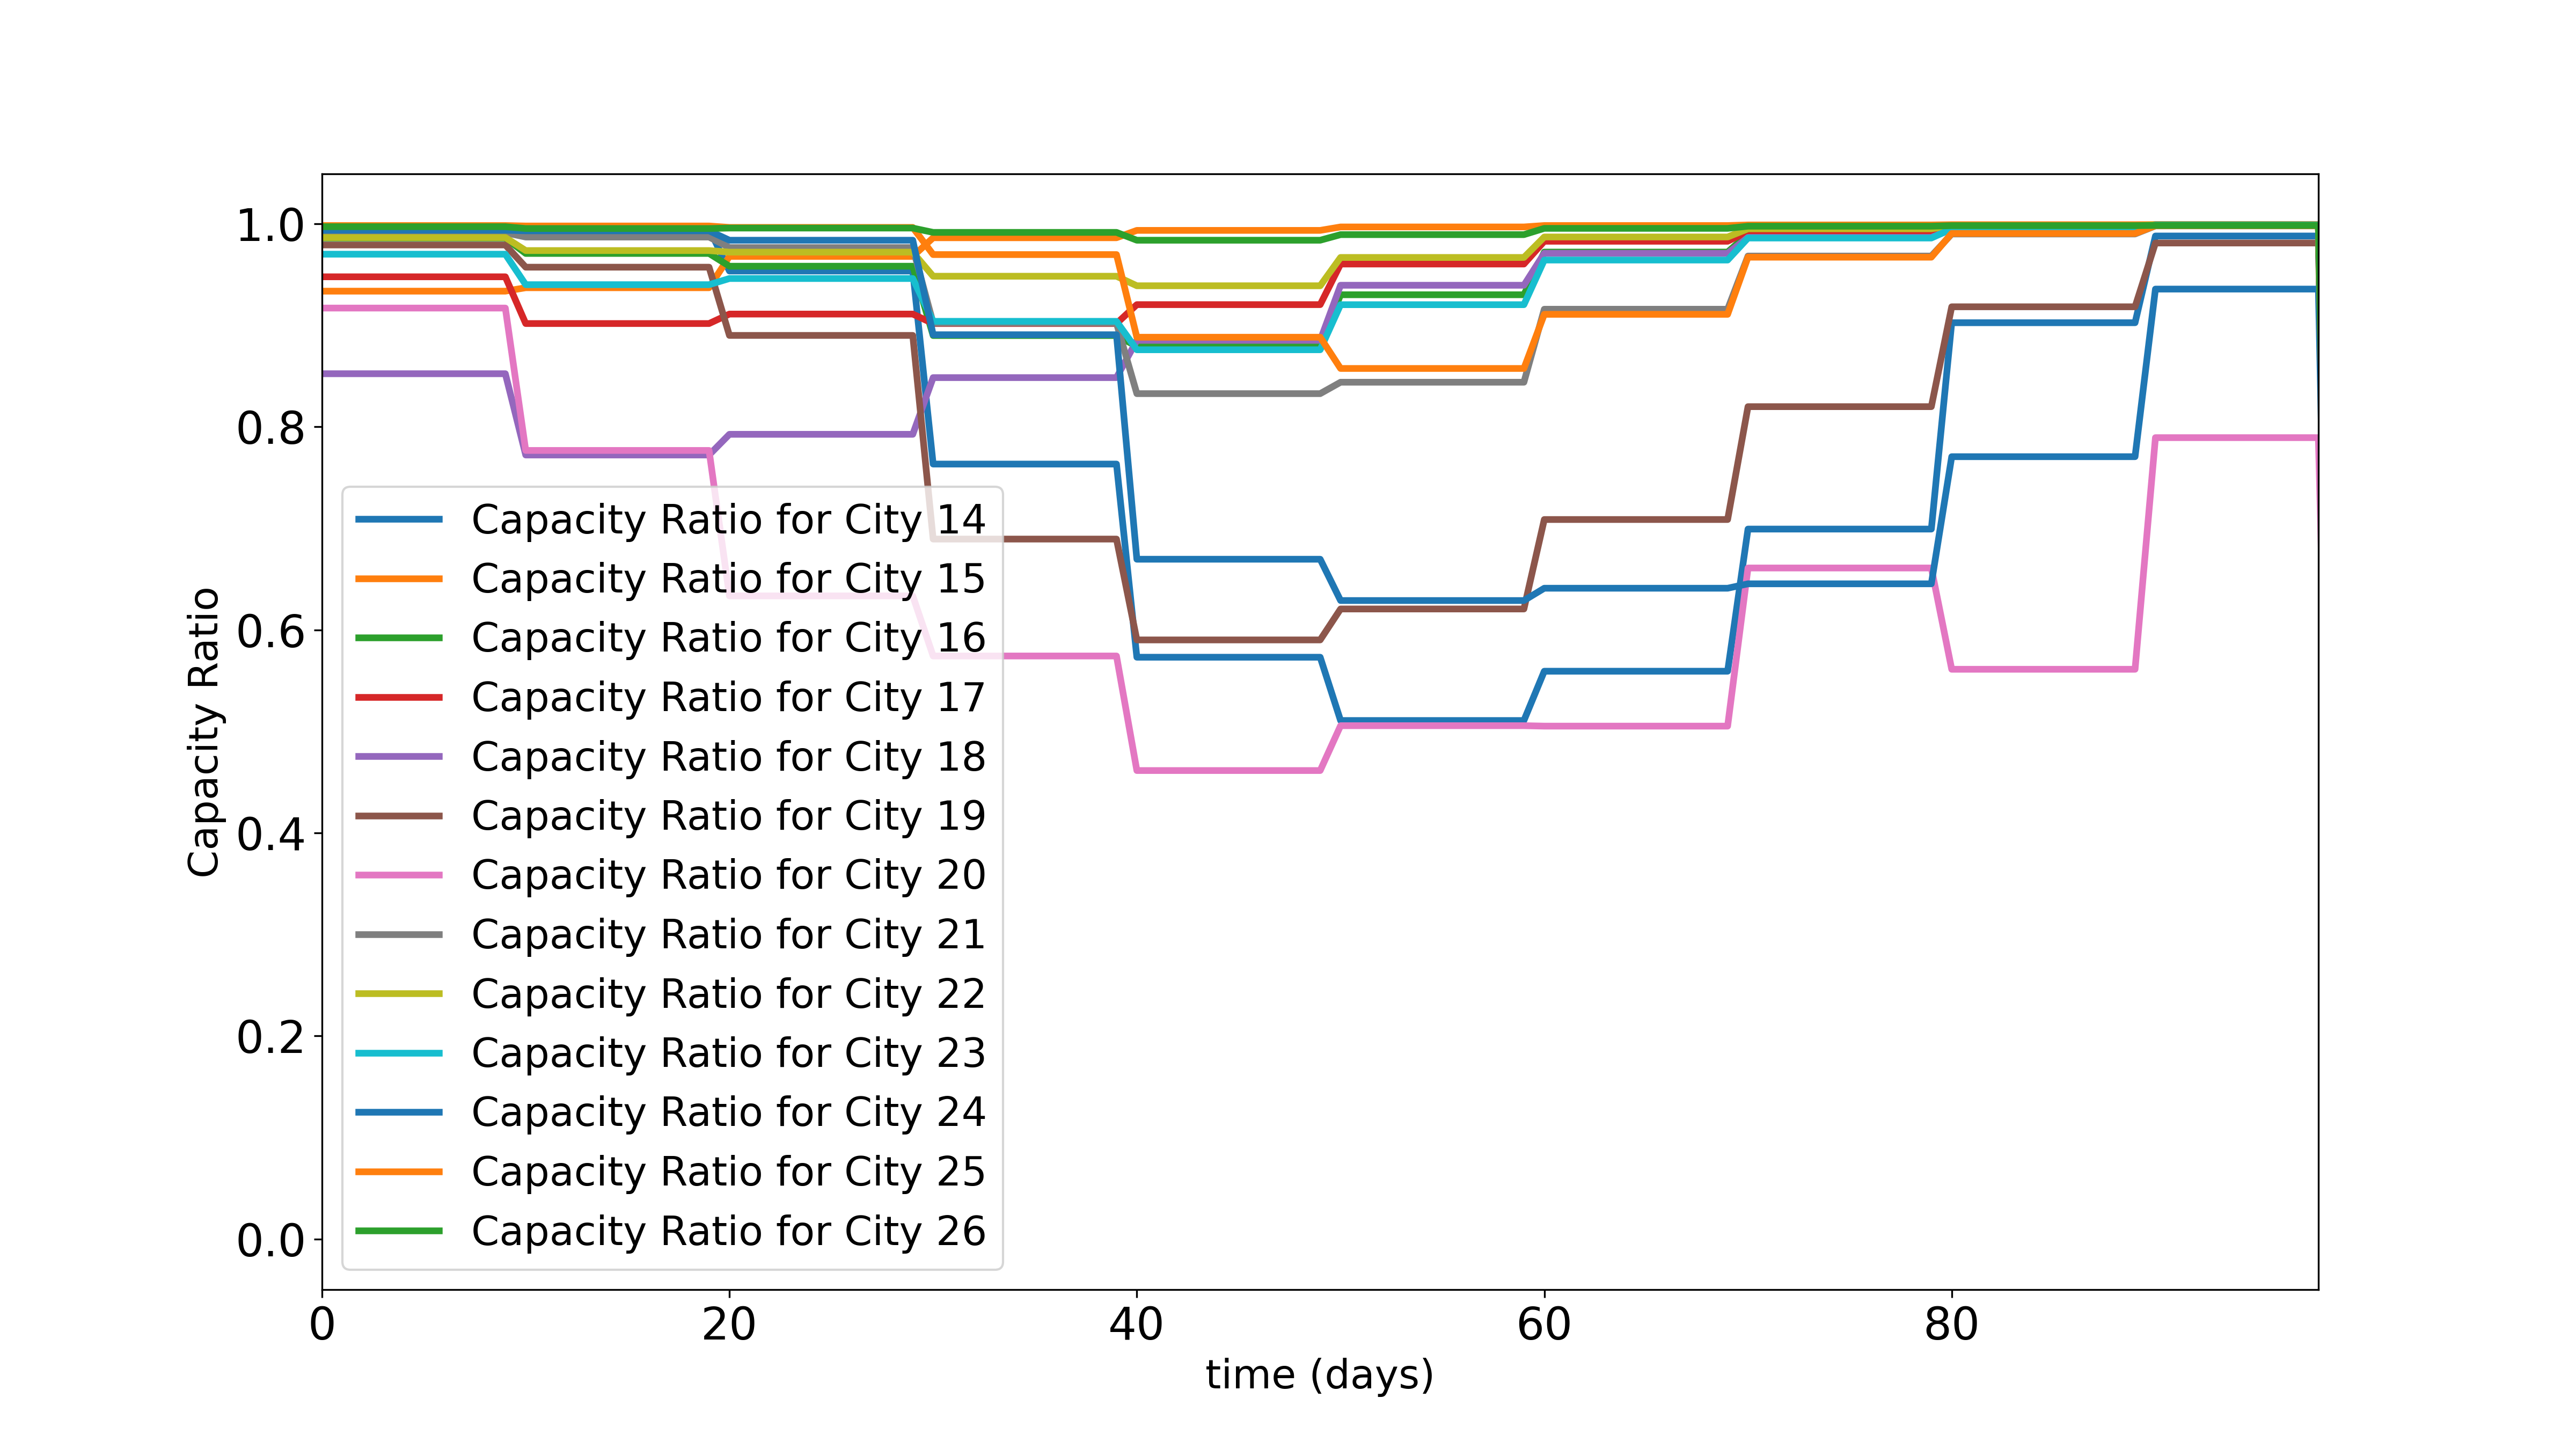 1.0
0.8
0.6
0.4
0.2
0.0
Capacity Ratio
Capacity Ratio for City 14
Capacity Ratio for City 15
Capacity Ratio for City 16
Capacity Ratio for City 17
Capacity Ratio for City 18
Capacity Ratio for City 19
Capacity Ratio for City 20
Capacity Ratio for City 21
Capacity Ratio for City 22
Capacity Ratio for City 23
Capacity Ratio for City 24
Capacity Ratio for City 25
Capacity Ratio for City 26
0 20 40 60 80
time (days)